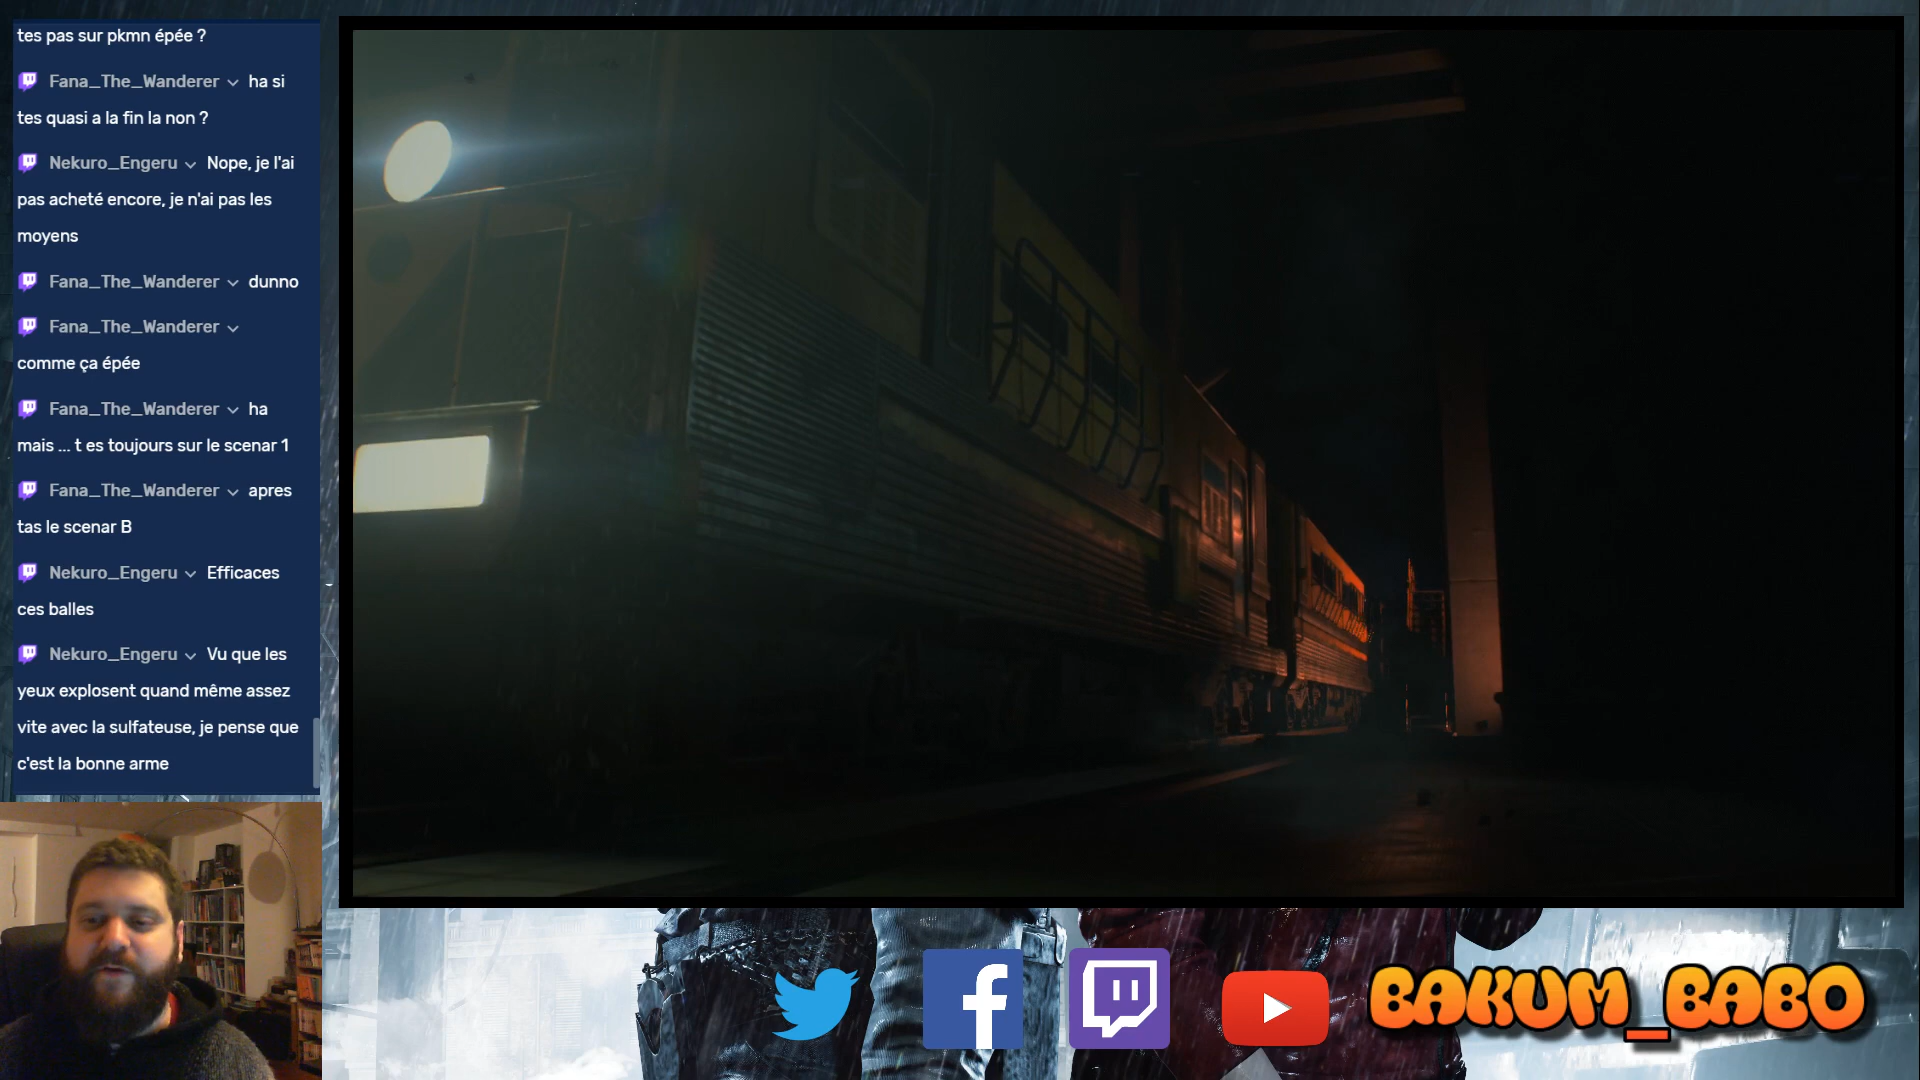 tes pas sur pkmn épée ?
Fana_The_Wanderer ha si
tes quasi a la fin la non ?
Nekuro_Engeru Nope, je l'ai
pas acheté encore, je n'ai pas les
moyens
Fana_The_Wanderer dunno
Fana_The_Wanderer
comme ça épée
Fana_The_Wanderer ha
mais ... t es toujours sur le scenar 1
Fana_The_Wanderer apres
tas le scenar B
Nekuro_Engeru Efficaces
ces balles
Nekuro_Engeru Vu que les
yeux explosent quand même assez
vite avec la sulfateuse, je pense que
c'est la bonne arme
BAKUM_BABO